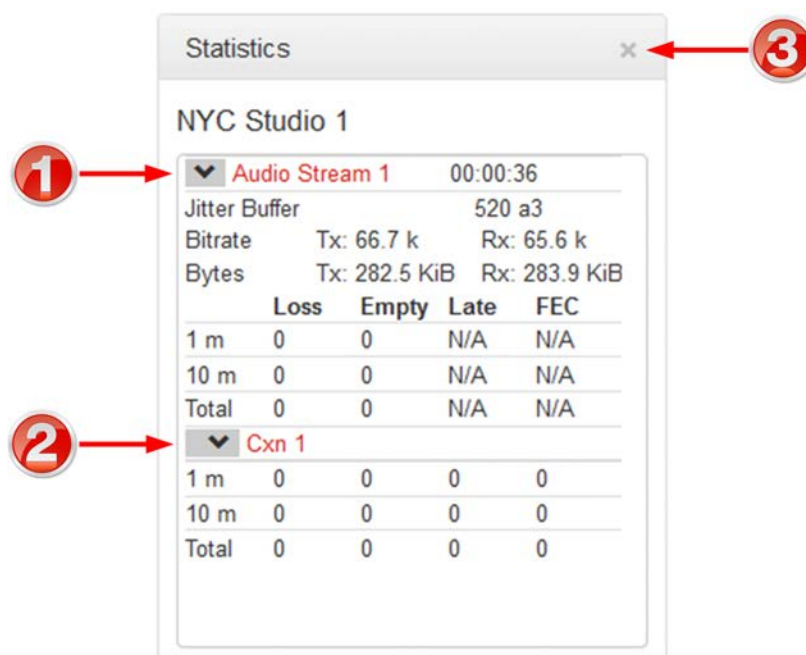 Statistics ×
3
NYC Studio 1
1
Audio Stream 1 00:00:36
Jitter Buffer 520 a3
Bitrate Tx: 66.7 k Rx: 65.6 k
Bytes Tx: 282.5 KiB Rx: 283.9 KiB
Loss Empty Late FEC
1 m 0 0 N/A N/A
10 m 0 0 N/A N/A
Total 0 0 N/A N/A
2
Cxn 1
1 m 0 0 0 0
10 m 0 0 0 0
Total 0 0 0 0